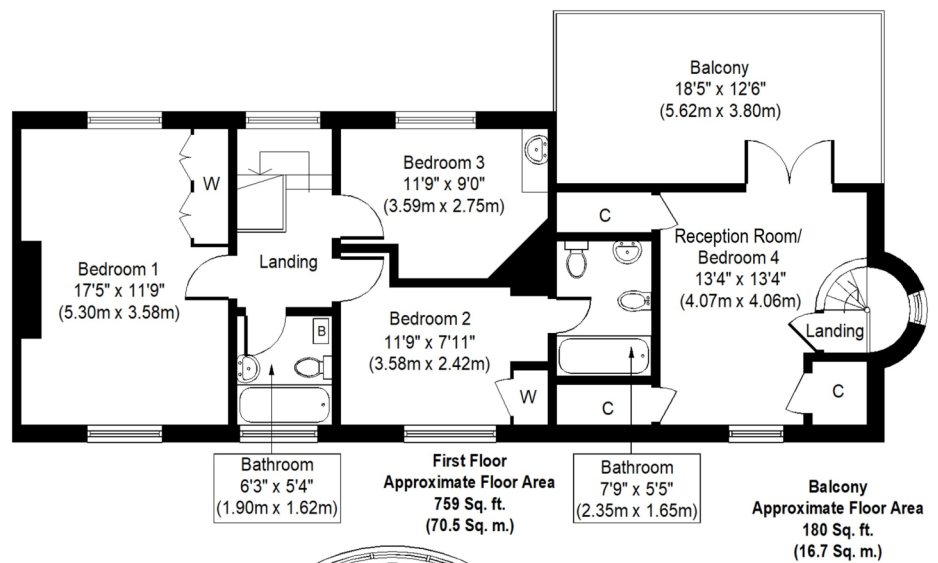 Balcony
18'5" x 12'6"
(5.62m x 3.80m)
Bedroom 3
11'9" x 9'0"
(3.59m x 2.75m)
W
C
Reception Room/
Bedroom 4
13'4" x 13'4"
(4.07m x 4.06m)
Landing
Bedroom 1
17'5" x 11'9"
(5.30m x 3.58m)
Landing
Bedroom 2
11'9" x 7'11"
(3.58m x 2.42m)
B
W
C
C
Bathroom
6'3" x 5'4"
(1.90m x 1.62m)
First Floor
Approximate Floor Area
759 Sq. ft.
(70.5 Sq. m.)
Bathroom
7'9" x 5'5"
(2.35m x 1.65m)
Balcony
Approximate Floor Area
180 Sq. ft.
(16.7 Sq. m.)